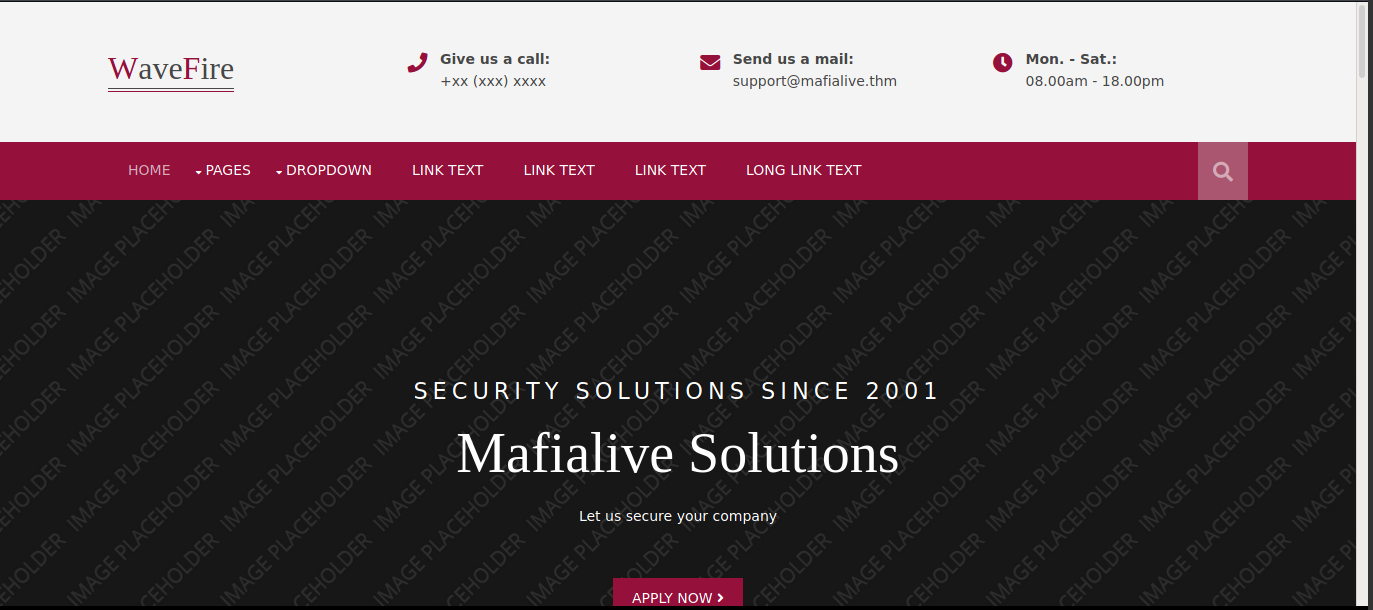 WaveFire
Give us a call:
+xx (xxx) xxxx
Send us a mail:
support@mafialive.thm
Mon. - Sat.:
08.00am - 18.00pm
HOME PAGES DROPDOWN LINK TEXT LINK TEXT LINK TEXT LONG LINK TEXT
IMAGE PLACEHOLDER
SECURITY SOLUTIONS SINCE 2001
Mafialive Solutions
Let us secure your company
APPLY NOW